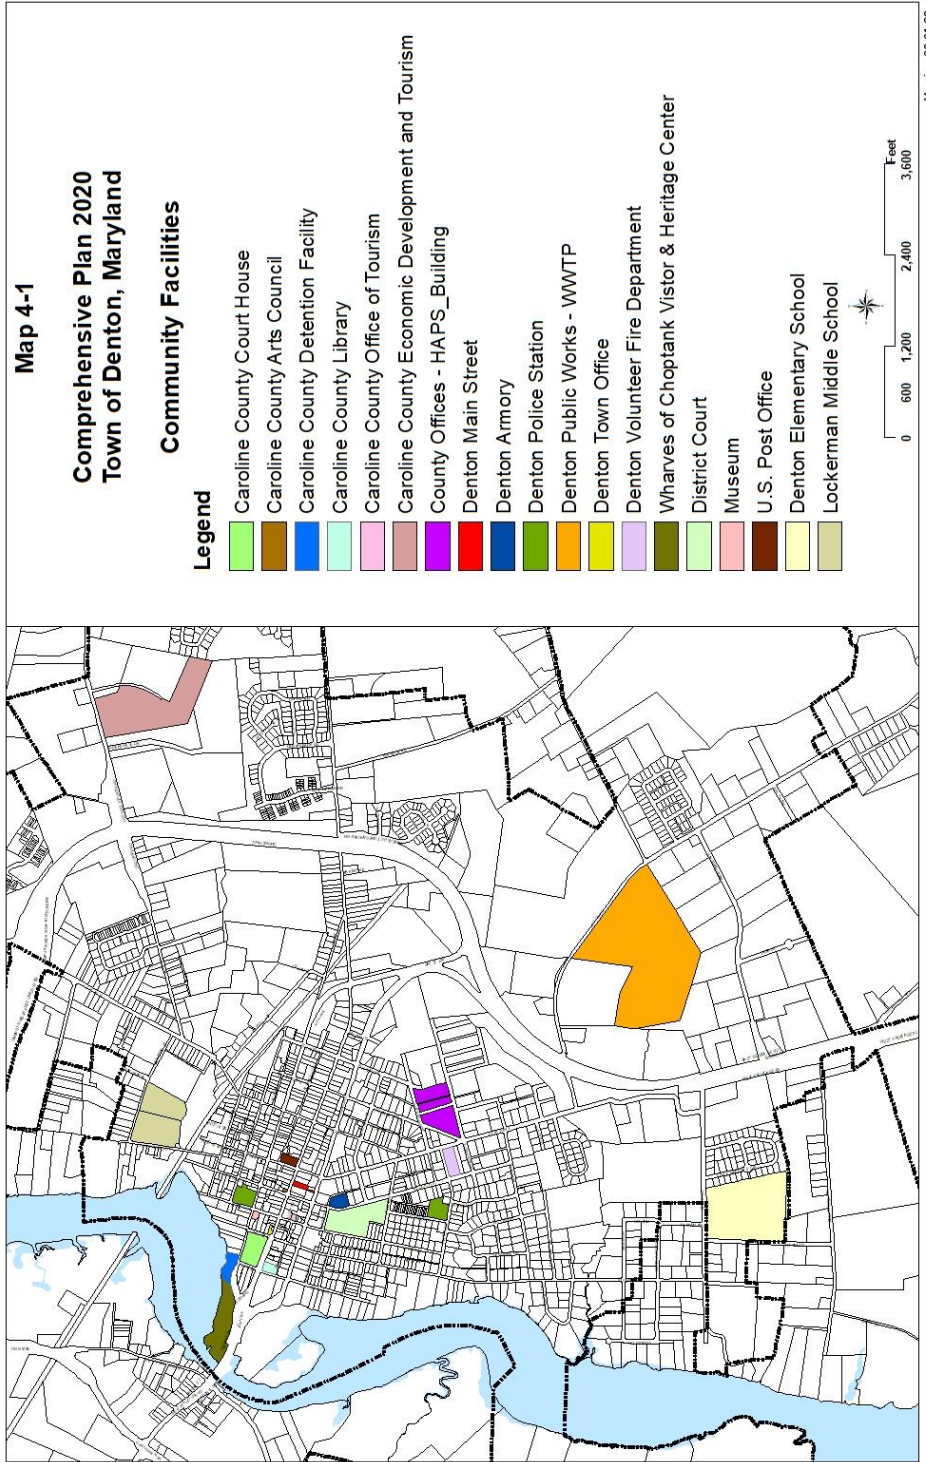 Map 4-1
Comprehensive Plan 2020
Town of Denton, Maryland
Community Facilities
Legend
Caroline County Court House
Caroline County Arts Council
Caroline County Detention Facility
Caroline County Library
Caroline County Office of Tourism
Caroline County Economic Development and Tourism
County Offices - HAPS_Building
Denton Main Street
Denton Armory
Denton Police Station
Denton Public Works - WWTP
Denton Town Office
Denton Volunteer Fire Department
Wharves of Choptank Vistor & Heritage Center
District Court
Museum
U.S. Post Office
Denton Elementary School
Lockerman Middle School
0 600 1,200 2,400 3,600
Feet